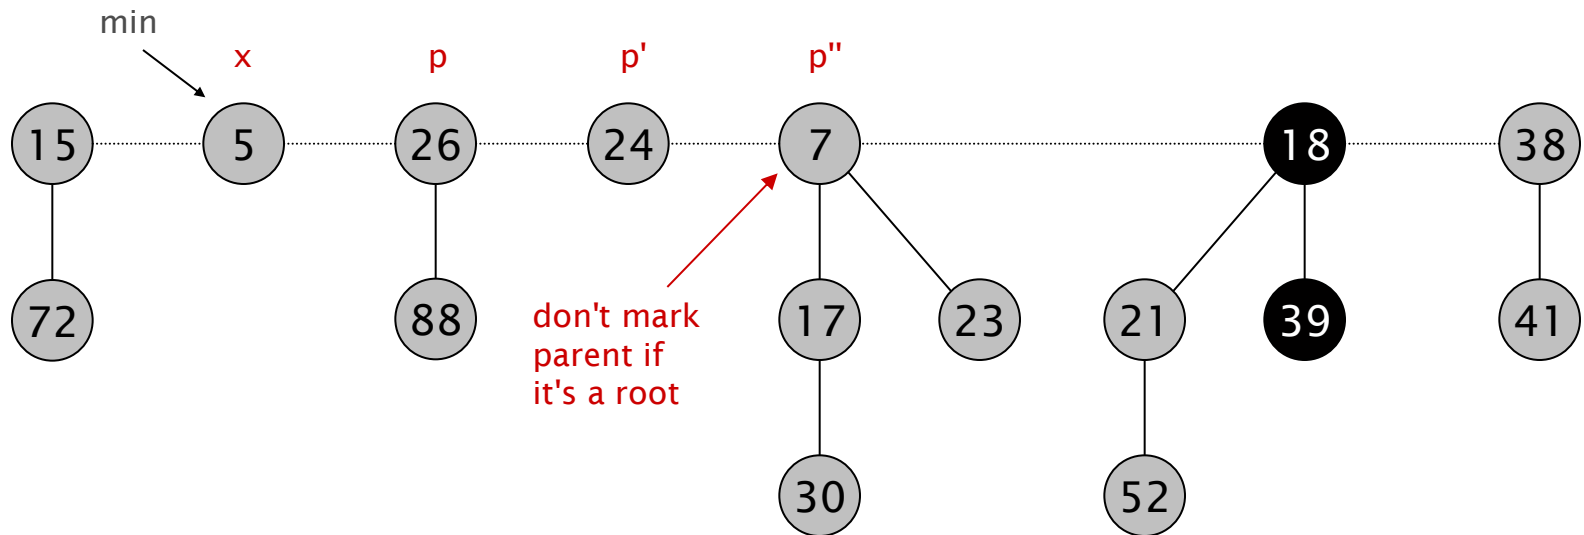 min
x p p' p''
15 5 26 24 7 18 38
72 88 17 23 21 39 41
don't mark
parent if
it's a root
30 52